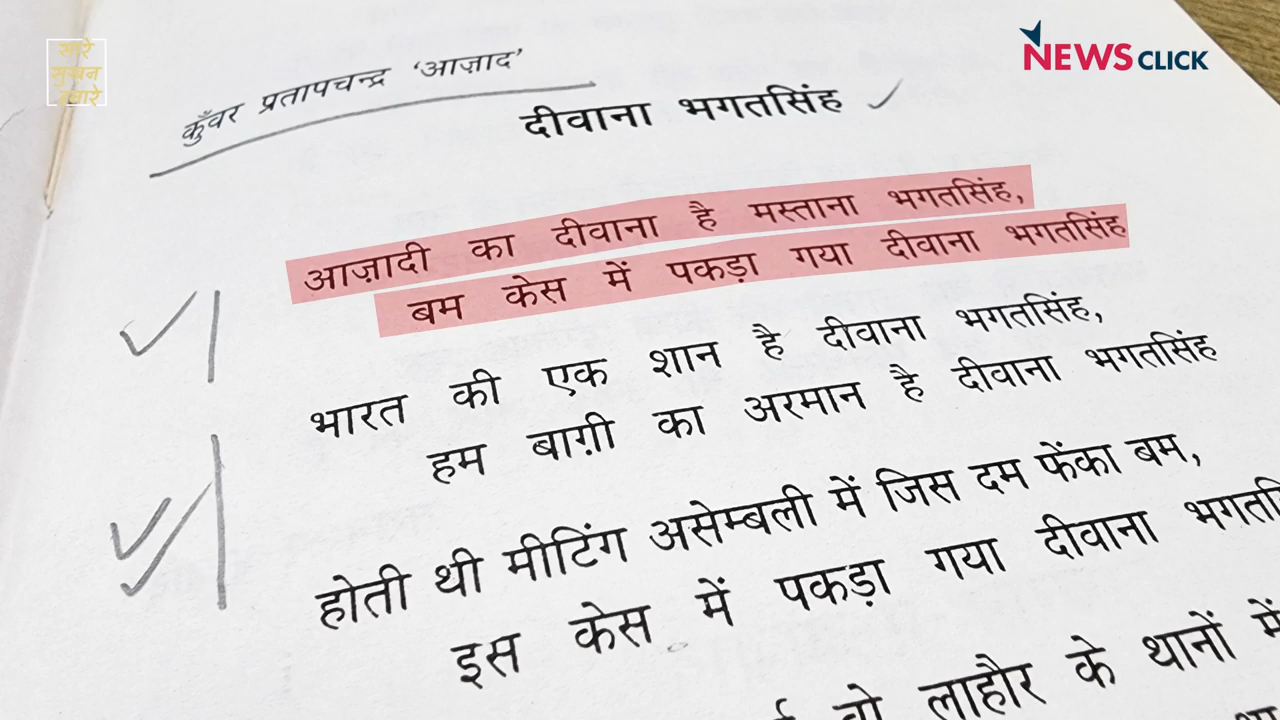 सारे
सुख़न
हमारे
NEWSCLICK
कुँवर प्रतापचन्द्र ‘आज़ाद’
दीवाना भगतसिंह
आज़ादी का दीवाना है मस्ताना भगतसिंह,
बम केस में पकड़ा गया दीवाना भगतसिंह
भारत की एक शान है दीवाना भगतसिंह,
हम बाग़ी का अरमान है दीवाना भगतसिंह
होती थी मीटिंग असेम्बली में जिस दम फेंका बम,
इस केस में पकड़ा गया दीवाना
वो लाहौर के थानों में